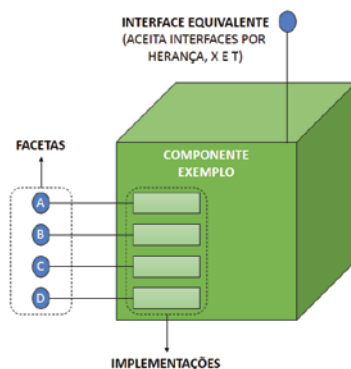 INTERFACE EQUIVALENTE
(ACEITA INTERFACES POR
HERANÇA, X E T)
FACETAS
COMPONENTE
EXEMPLO
A
B
C
D
IMPLEMENTAÇÕES